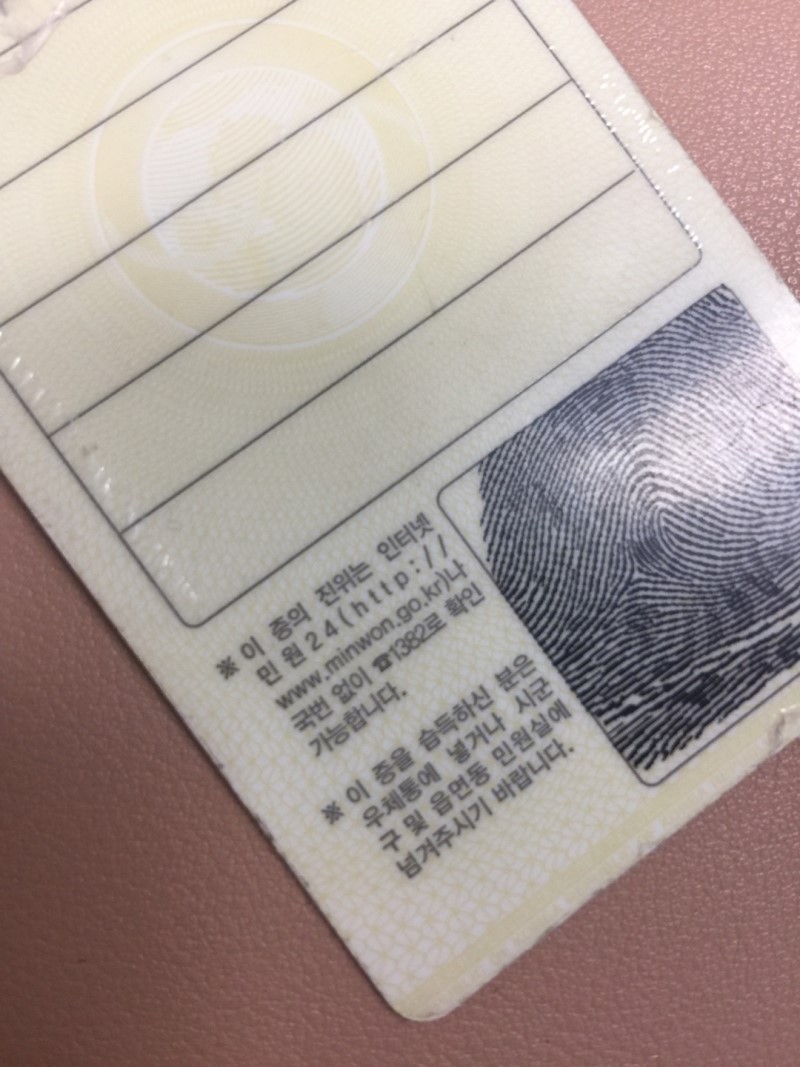 ※ 이 증의 진위는 인터넷
민원24(http://
www.minwon.go.kr)나
국번 없이 ☎1382로 확인
가능합니다.
※ 이 증을 습득하신 분은
우체통에 넣거나 시군
구 및 읍면동 민원실에
넘겨주시기 바랍니다.